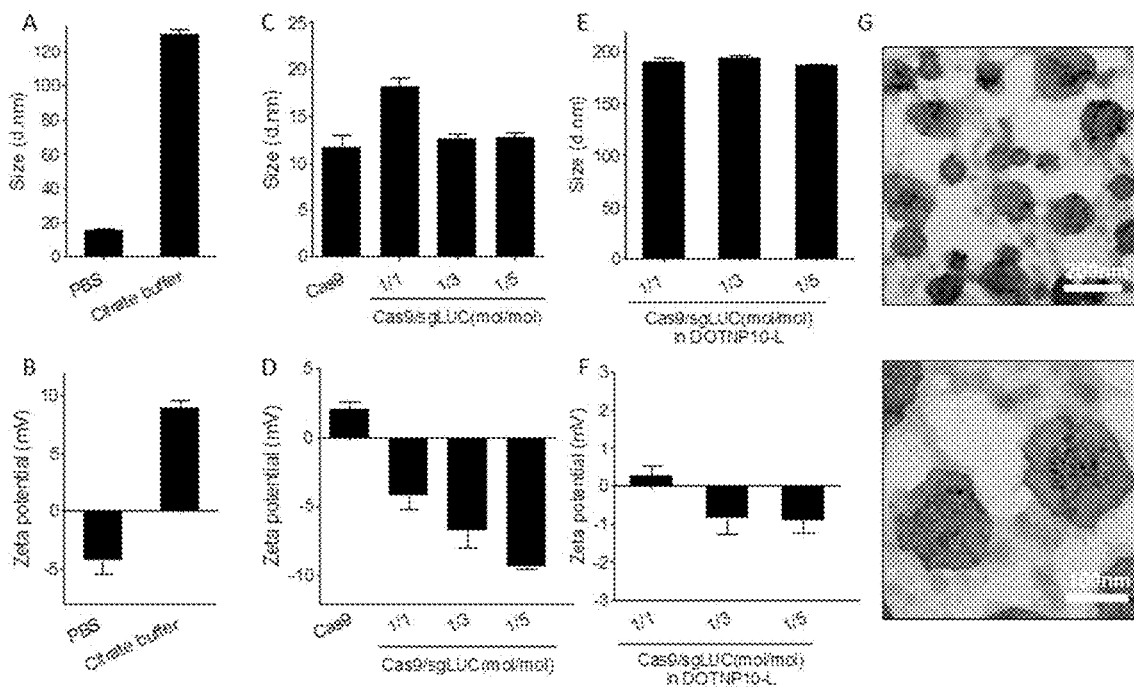 A
Size (d.nm)
120
100
80
60
40
20
0
PBS
Citrate buffer
C
Size (d.nm)
25
20
15
10
5
0
Cas9
1/1
1/3
1/5
Cas9/sgLUC(mol/mol)
E
Size (d.nm)
200
150
100
50
0
1/1
1/3
1/5
Cas9/sgLUC(mol/mol)
in DOTNP10-L
G
B
Zeta potential (mV)
10
5
0
-5
PBS
Citrate buffer
D
Zeta potential (mV)
5
0
-5
-10
Cas9
1/1
1/3
1/5
Cas9/sgLUC(mol/mol)
F
Zeta potential (mV)
3
2
1
0
-1
-2
-3
1/1
1/3
1/5
Cas9/sgLUC(mol/mol)
in DOTNP10-L